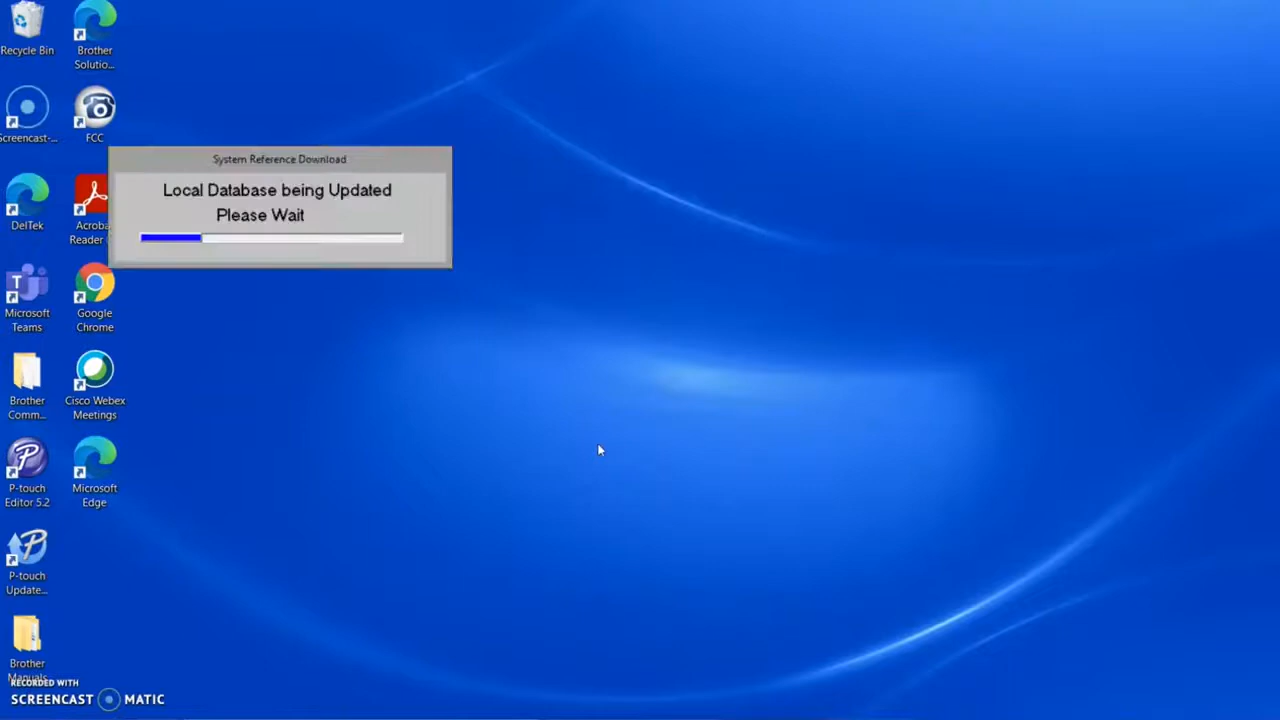 Recycle Bin
Brother
Solutio...
Screencast-...
FCC
System Reference Download
Local Database being Updated
Please Wait
DelTek
Acroba
Reader
Microsoft
Teams
Google
Chrome
Brother
Comm...
Cisco Webex
Meetings
P-touch
Editor 5.2
Microsoft
Edge
P-touch
Update...
Brother
Manuals
RECORDED WITH
SCREENCAST MATIC